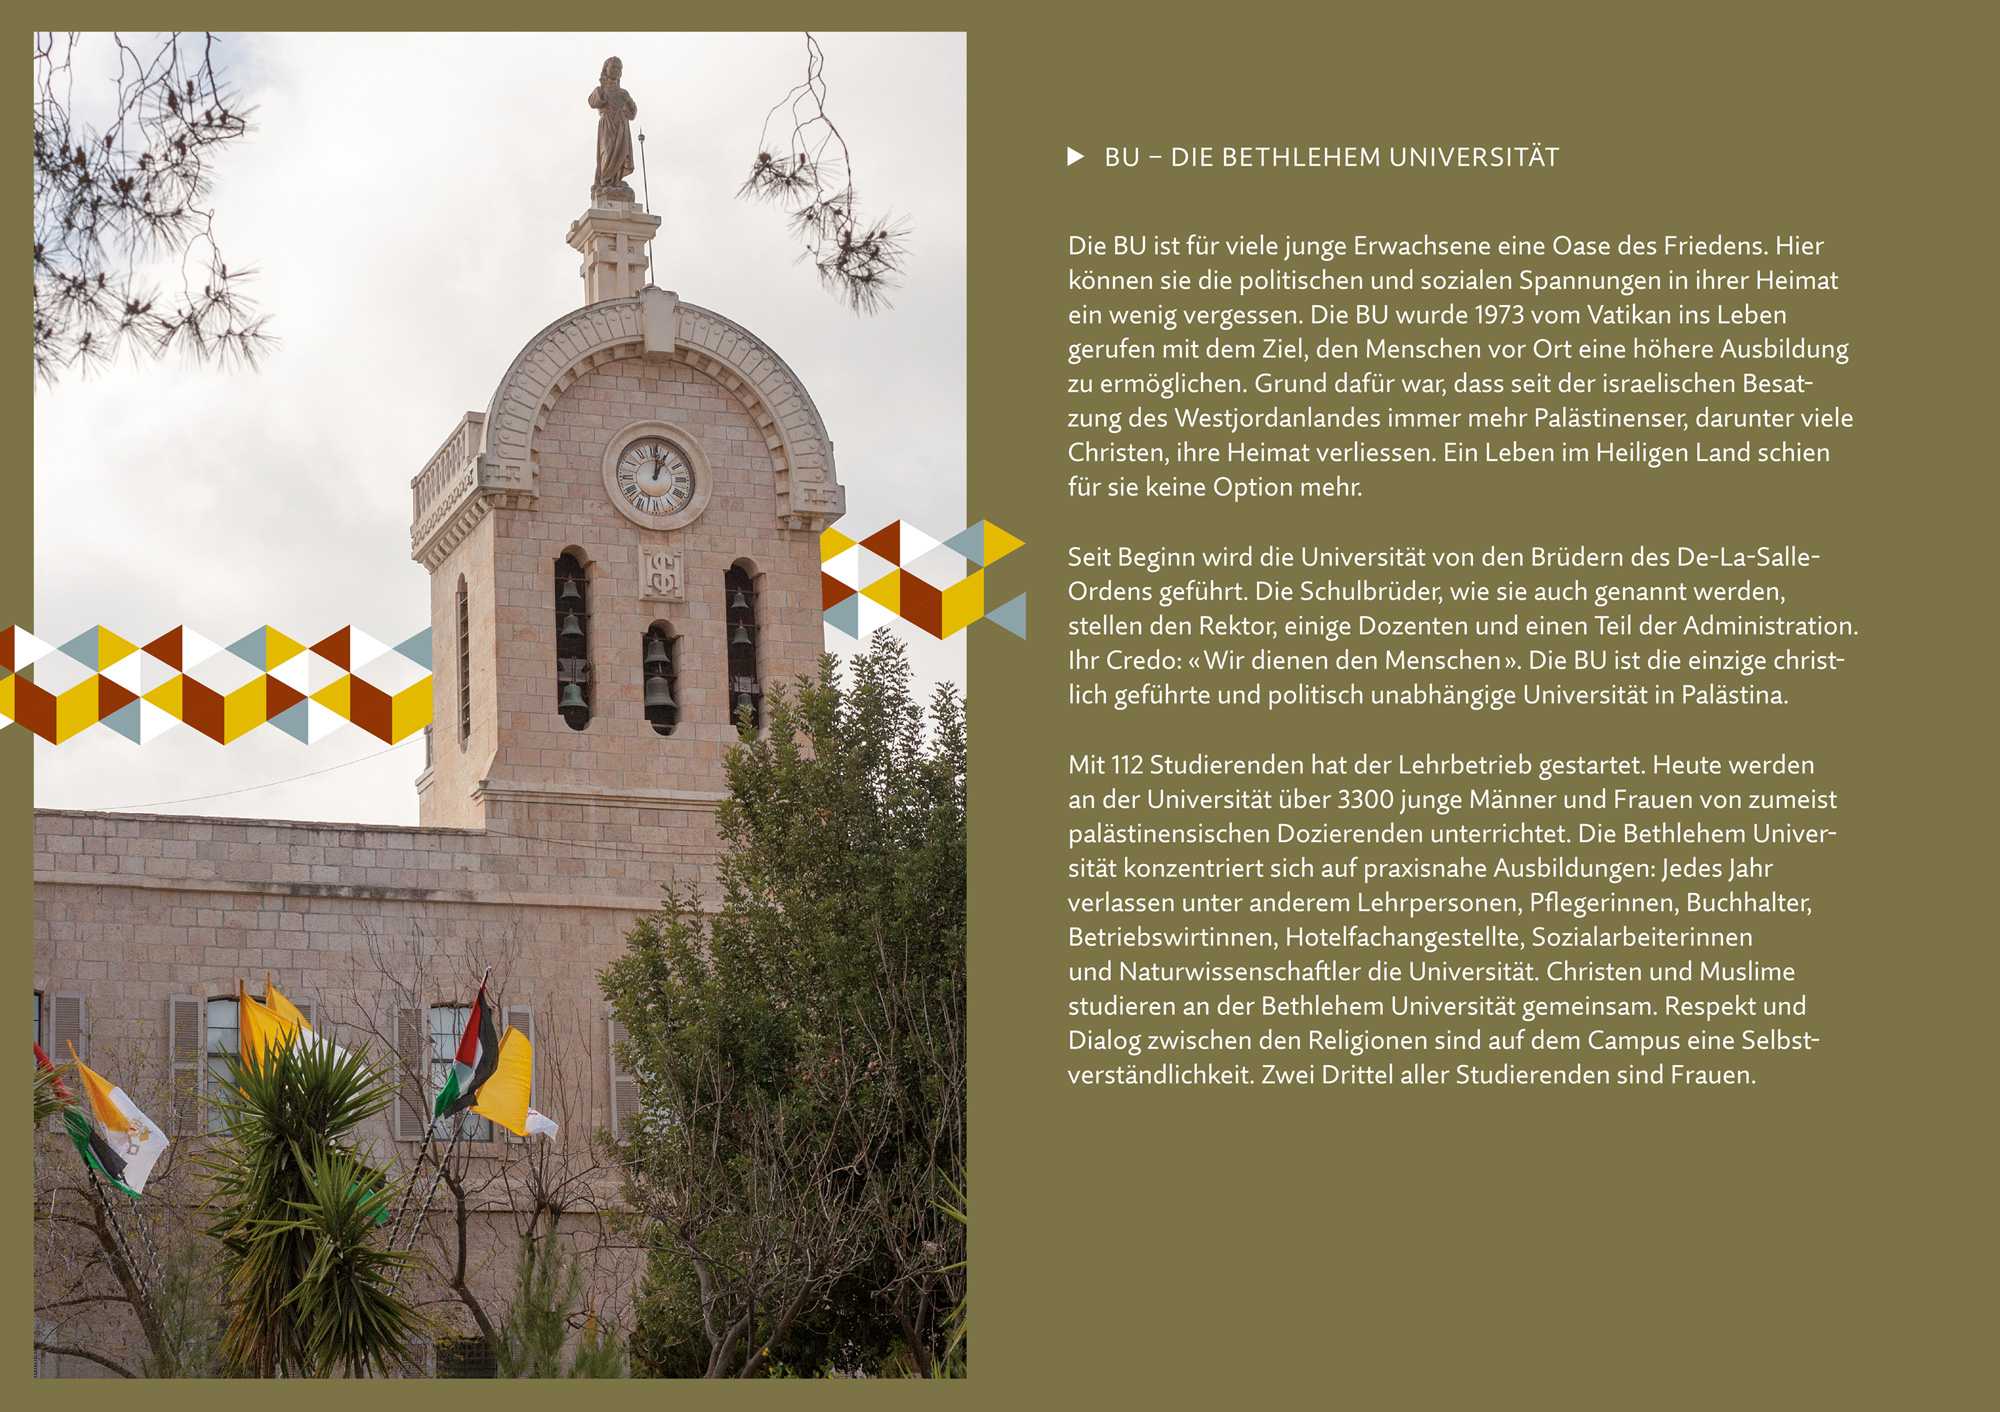 BU – DIE BETHLEHEM UNIVERSITÄT
Die BU ist für viele junge Erwachsene eine Oase des Friedens. Hier
können sie die politischen und sozialen Spannungen in ihrer Heimat
ein wenig vergessen. Die BU wurde 1973 vom Vatikan ins Leben
gerufen mit dem Ziel, den Menschen vor Ort eine höhere Ausbildung
zu ermöglichen. Grund dafür war, dass seit der israelischen Besat-
zung des Westjordanlandes immer mehr Palästinenser, darunter viele
Christen, ihre Heimat verliessen. Ein Leben im Heiligen Land schien
für sie keine Option mehr.
Seit Beginn wird die Universität von den Brüdern des De-La-Salle-
Ordens geführt. Die Schulbrüder, wie sie auch genannt werden,
stellen den Rektor, einige Dozenten und einen Teil der Administration.
Ihr Credo: «Wir dienen den Menschen». Die BU ist die einzige christ-
lich geführte und politisch unabhängige Universität in Palästina.
Mit 112 Studierenden hat der Lehrbetrieb gestartet. Heute werden
an der Universität über 3300 junge Männer und Frauen von zumeist
palästinensischen Dozierenden unterrichtet. Die Bethlehem Univer-
sität konzentriert sich auf praxisnahe Ausbildungen: Jedes Jahr
verlassen unter anderem Lehrpersonen, Pflegerinnen, Buchhalter,
Betriebswirtinnen, Hotelfachangestellte, Sozialarbeiterinnen
und Naturwissenschaftler die Universität. Christen und Muslime
studieren an der Bethlehem Universität gemeinsam. Respekt und
Dialog zwischen den Religionen sind auf dem Campus eine Selbst-
verständlichkeit. Zwei Drittel aller Studierenden sind Frauen.